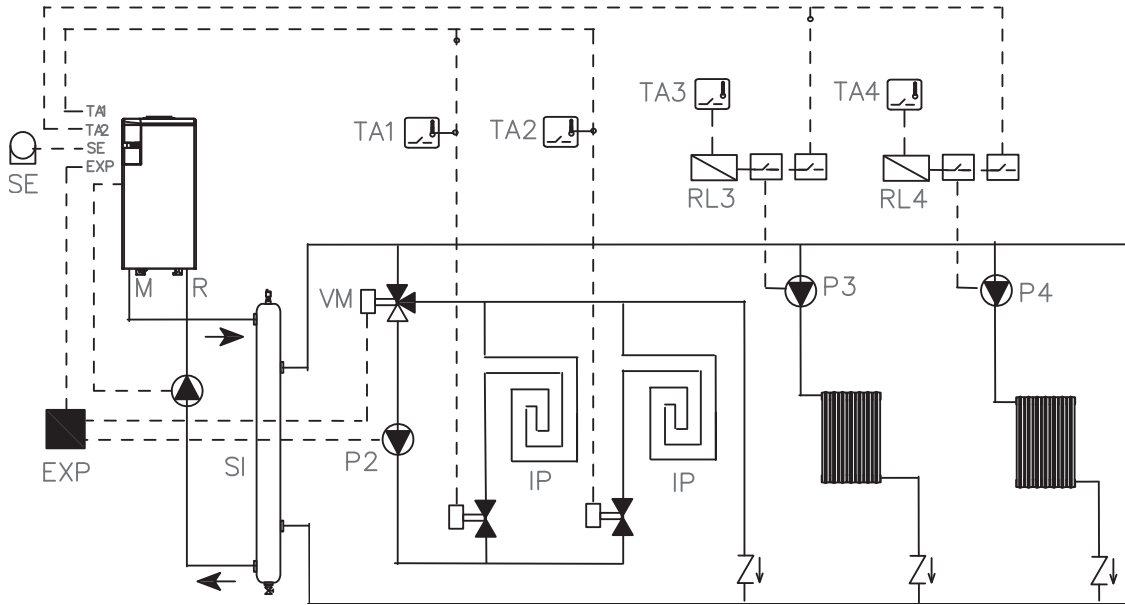 TA1
TA2
SE
EXP
SE
TA1
TA2
TA3
TA4
RL3
RL4
M
R
VM
P3
P4
EXP
SI
P2
IP
IP